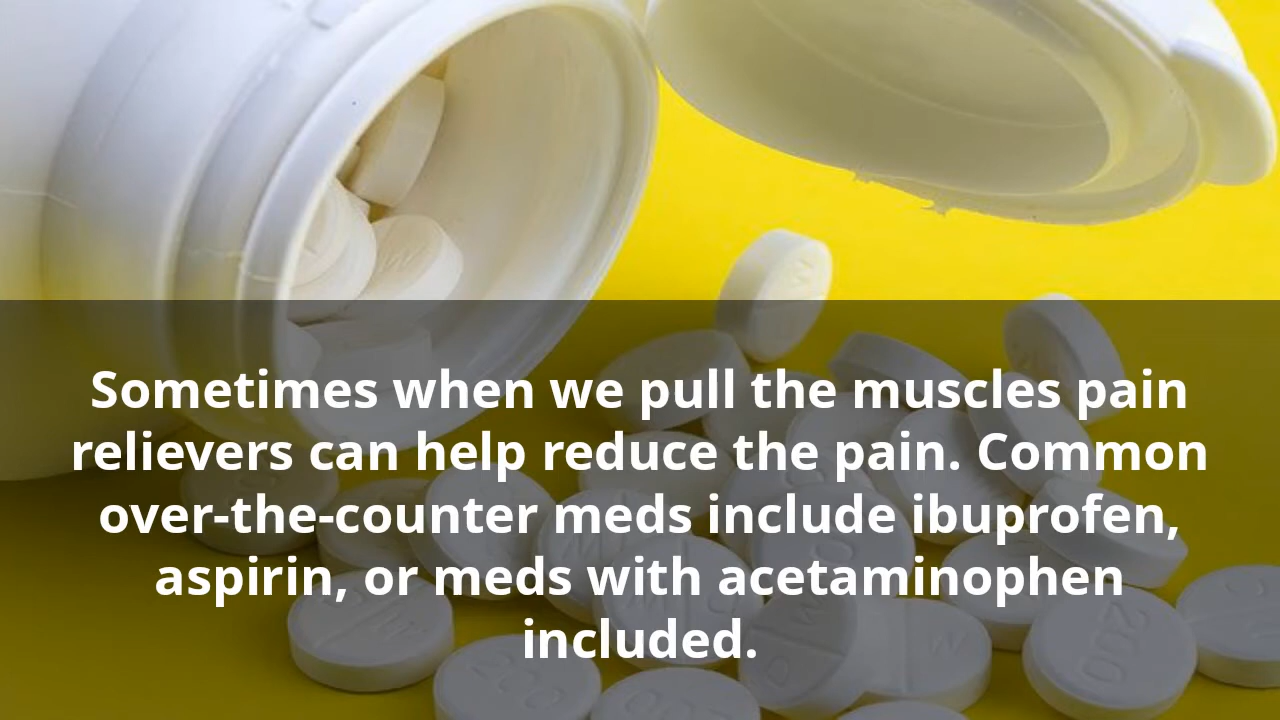 Sometimes when we pull the muscles pain
relievers can help reduce the pain. Common
over-the-counter meds include ibuprofen,
aspirin, or meds with acetaminophen
included.